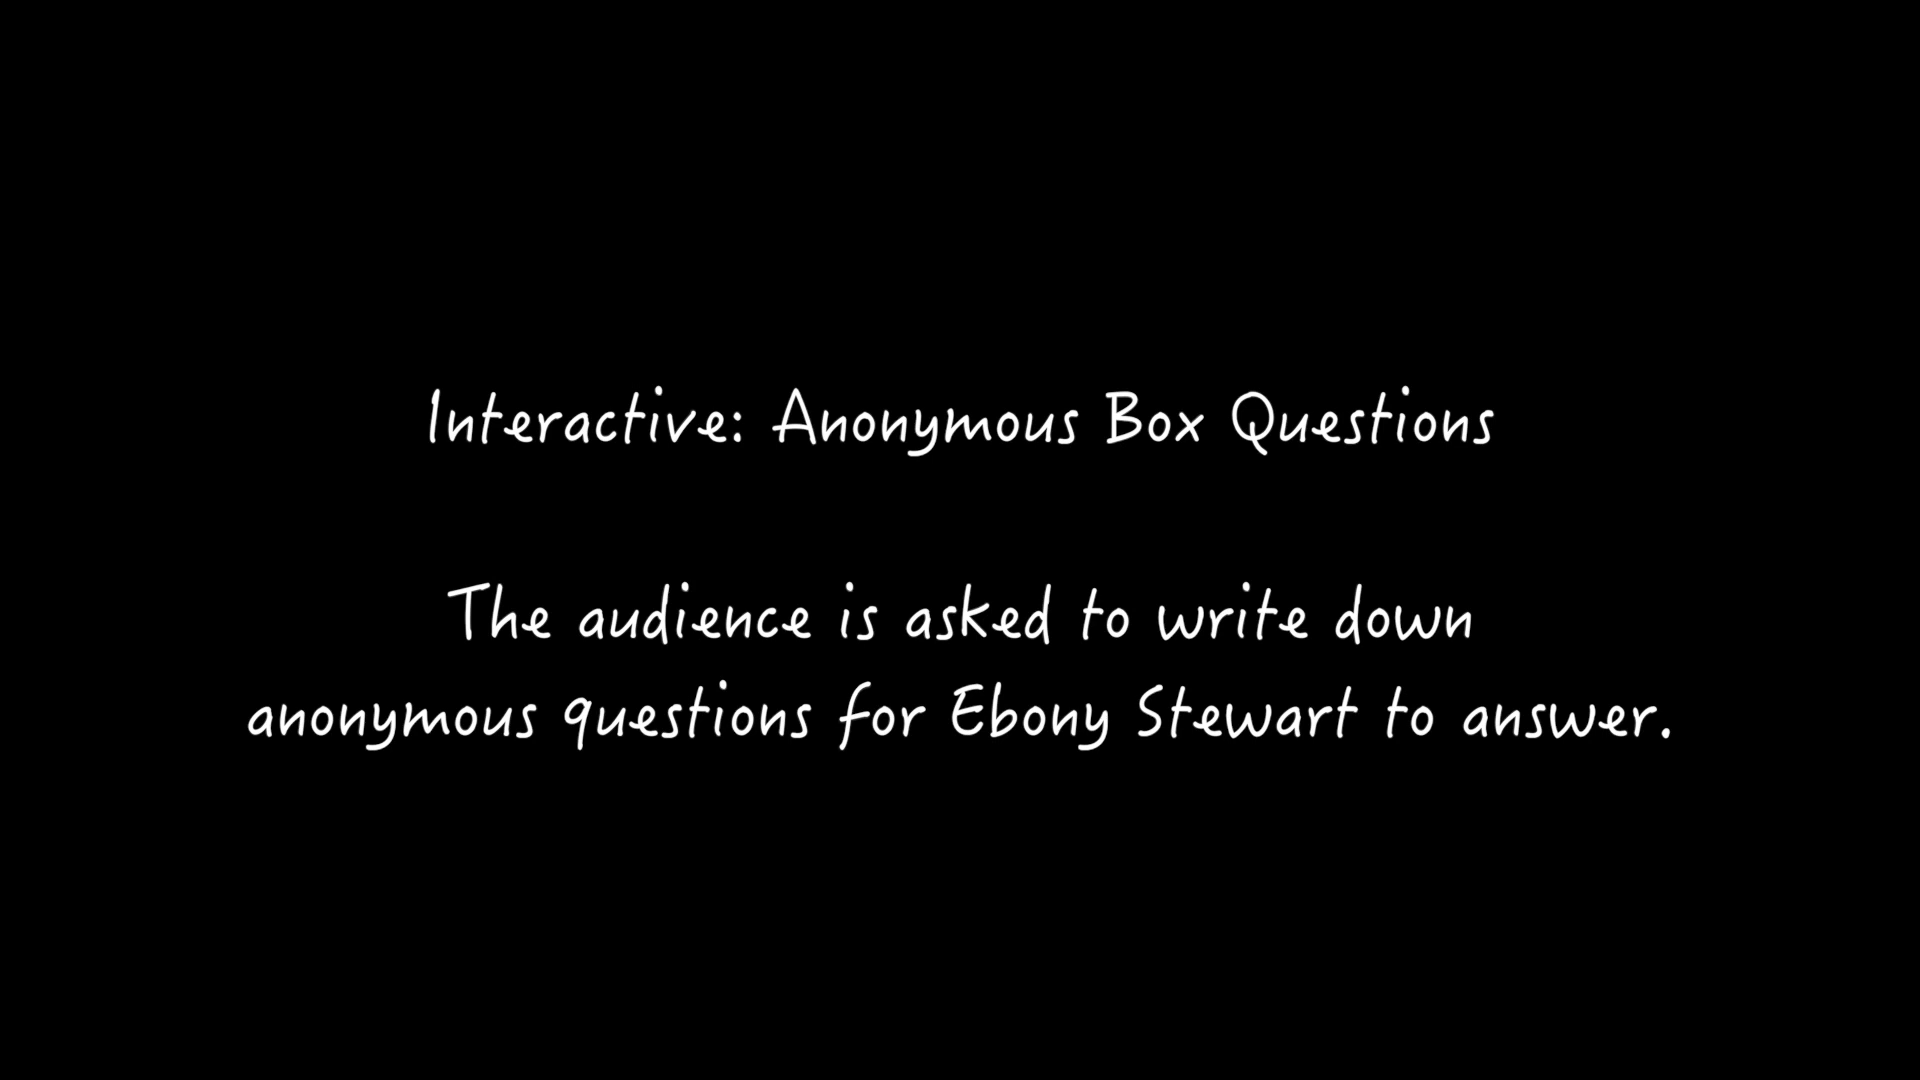 Interactive: Anonymous Box Questions
The audience is asked to write down
anonymous questions for Ebony Stewart to answer.